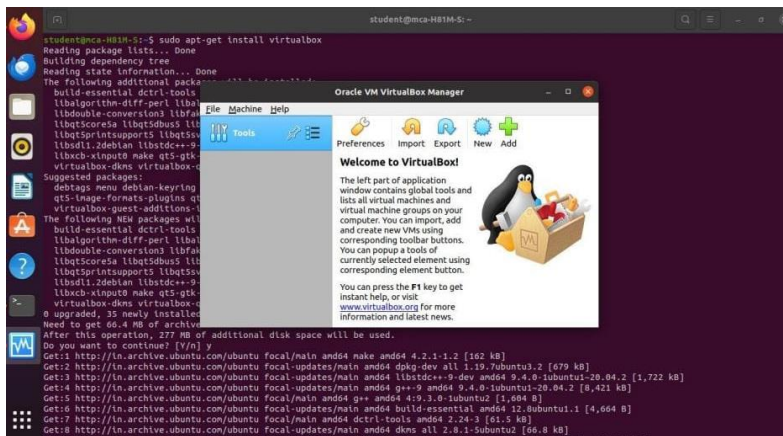 student@mca-H81M-S: ~
student@mca-H81M-S:~$ sudo apt-get install virtualbox
Reading package lists... Done
Building dependency tree
Reading state information... Done
The following additional packa
build-essential dctrl-tools
libalgorithm-diff-perl libal
libdouble-conversion3 libfak
libqt5core5a libqt5dbus5 lib
libqt5printsupport5 libqt5sv
libsdl1.2debian libstdc++-9-
libxcb-xinput0 make qt5-gtk-
virtualbox-dkms virtualbox-q
Suggested packages:
debtags menu debian-keyring
qt5-image-formats-plugins qt
virtualbox-guest-additions-i
The following NEW packages wil
build-essential dctrl-tools
libalgorithm-diff-perl libal
libdouble-conversion3 libfak
libqt5core5a libqt5dbus5 lib
libqt5printsupport5 libqt5sv
libsdl1.2debian libstdc++-9-
libxcb-xinput0 make qt5-gtk-
virtualbox-dkms virtualbox-q
0 upgraded, 35 newly installed
Need to get 66.4 MB of archive
After this operation, 277 MB of additional disk space will be used.
Do you want to continue? [Y/n] y
Get:1 http://in.archive.ubuntu.com/ubuntu focal/main amd64 make amd64 4.2.1-1.2 [162 kB]
Get:2 http://in.archive.ubuntu.com/ubuntu focal-updates/main amd64 dpkg-dev all 1.19.7ubuntu3.2 [679 kB]
Get:3 http://in.archive.ubuntu.com/ubuntu focal-updates/main amd64 libstdc++-9-dev amd64 9.4.0-1ubuntu1~20.04.2 [1,722 kB]
Get:4 http://in.archive.ubuntu.com/ubuntu focal-updates/main amd64 g++-9 amd64 9.4.0-1ubuntu1~20.04.2 [8,421 kB]
Get:5 http://in.archive.ubuntu.com/ubuntu focal/main amd64 g++ amd64 4:9.3.0-1ubuntu2 [1,604 B]
Get:6 http://in.archive.ubuntu.com/ubuntu focal-updates/main amd64 build-essential amd64 12.8ubuntu1.1 [4,664 B]
Get:7 http://in.archive.ubuntu.com/ubuntu focal/main amd64 dctrl-tools amd64 2.24-3 [61.5 kB]
Get:8 http://in.archive.ubuntu.com/ubuntu focal-updates/main amd64 dkms all 2.8.1-5ubuntu2 [66.8 kB]
Oracle VM VirtualBox Manager
File Machine Help
Tools
Preferences Import Export New Add
Welcome to VirtualBox!
The left part of application
window contains global tools and
lists all virtual machines and
virtual machine groups on your
computer. You can import, add
and create new VMs using
corresponding toolbar buttons.
You can popup a tools of
currently selected element using
corresponding element button.
You can press the F1 key to get
instant help, or visit
www.virtualbox.org for more
information and latest news.